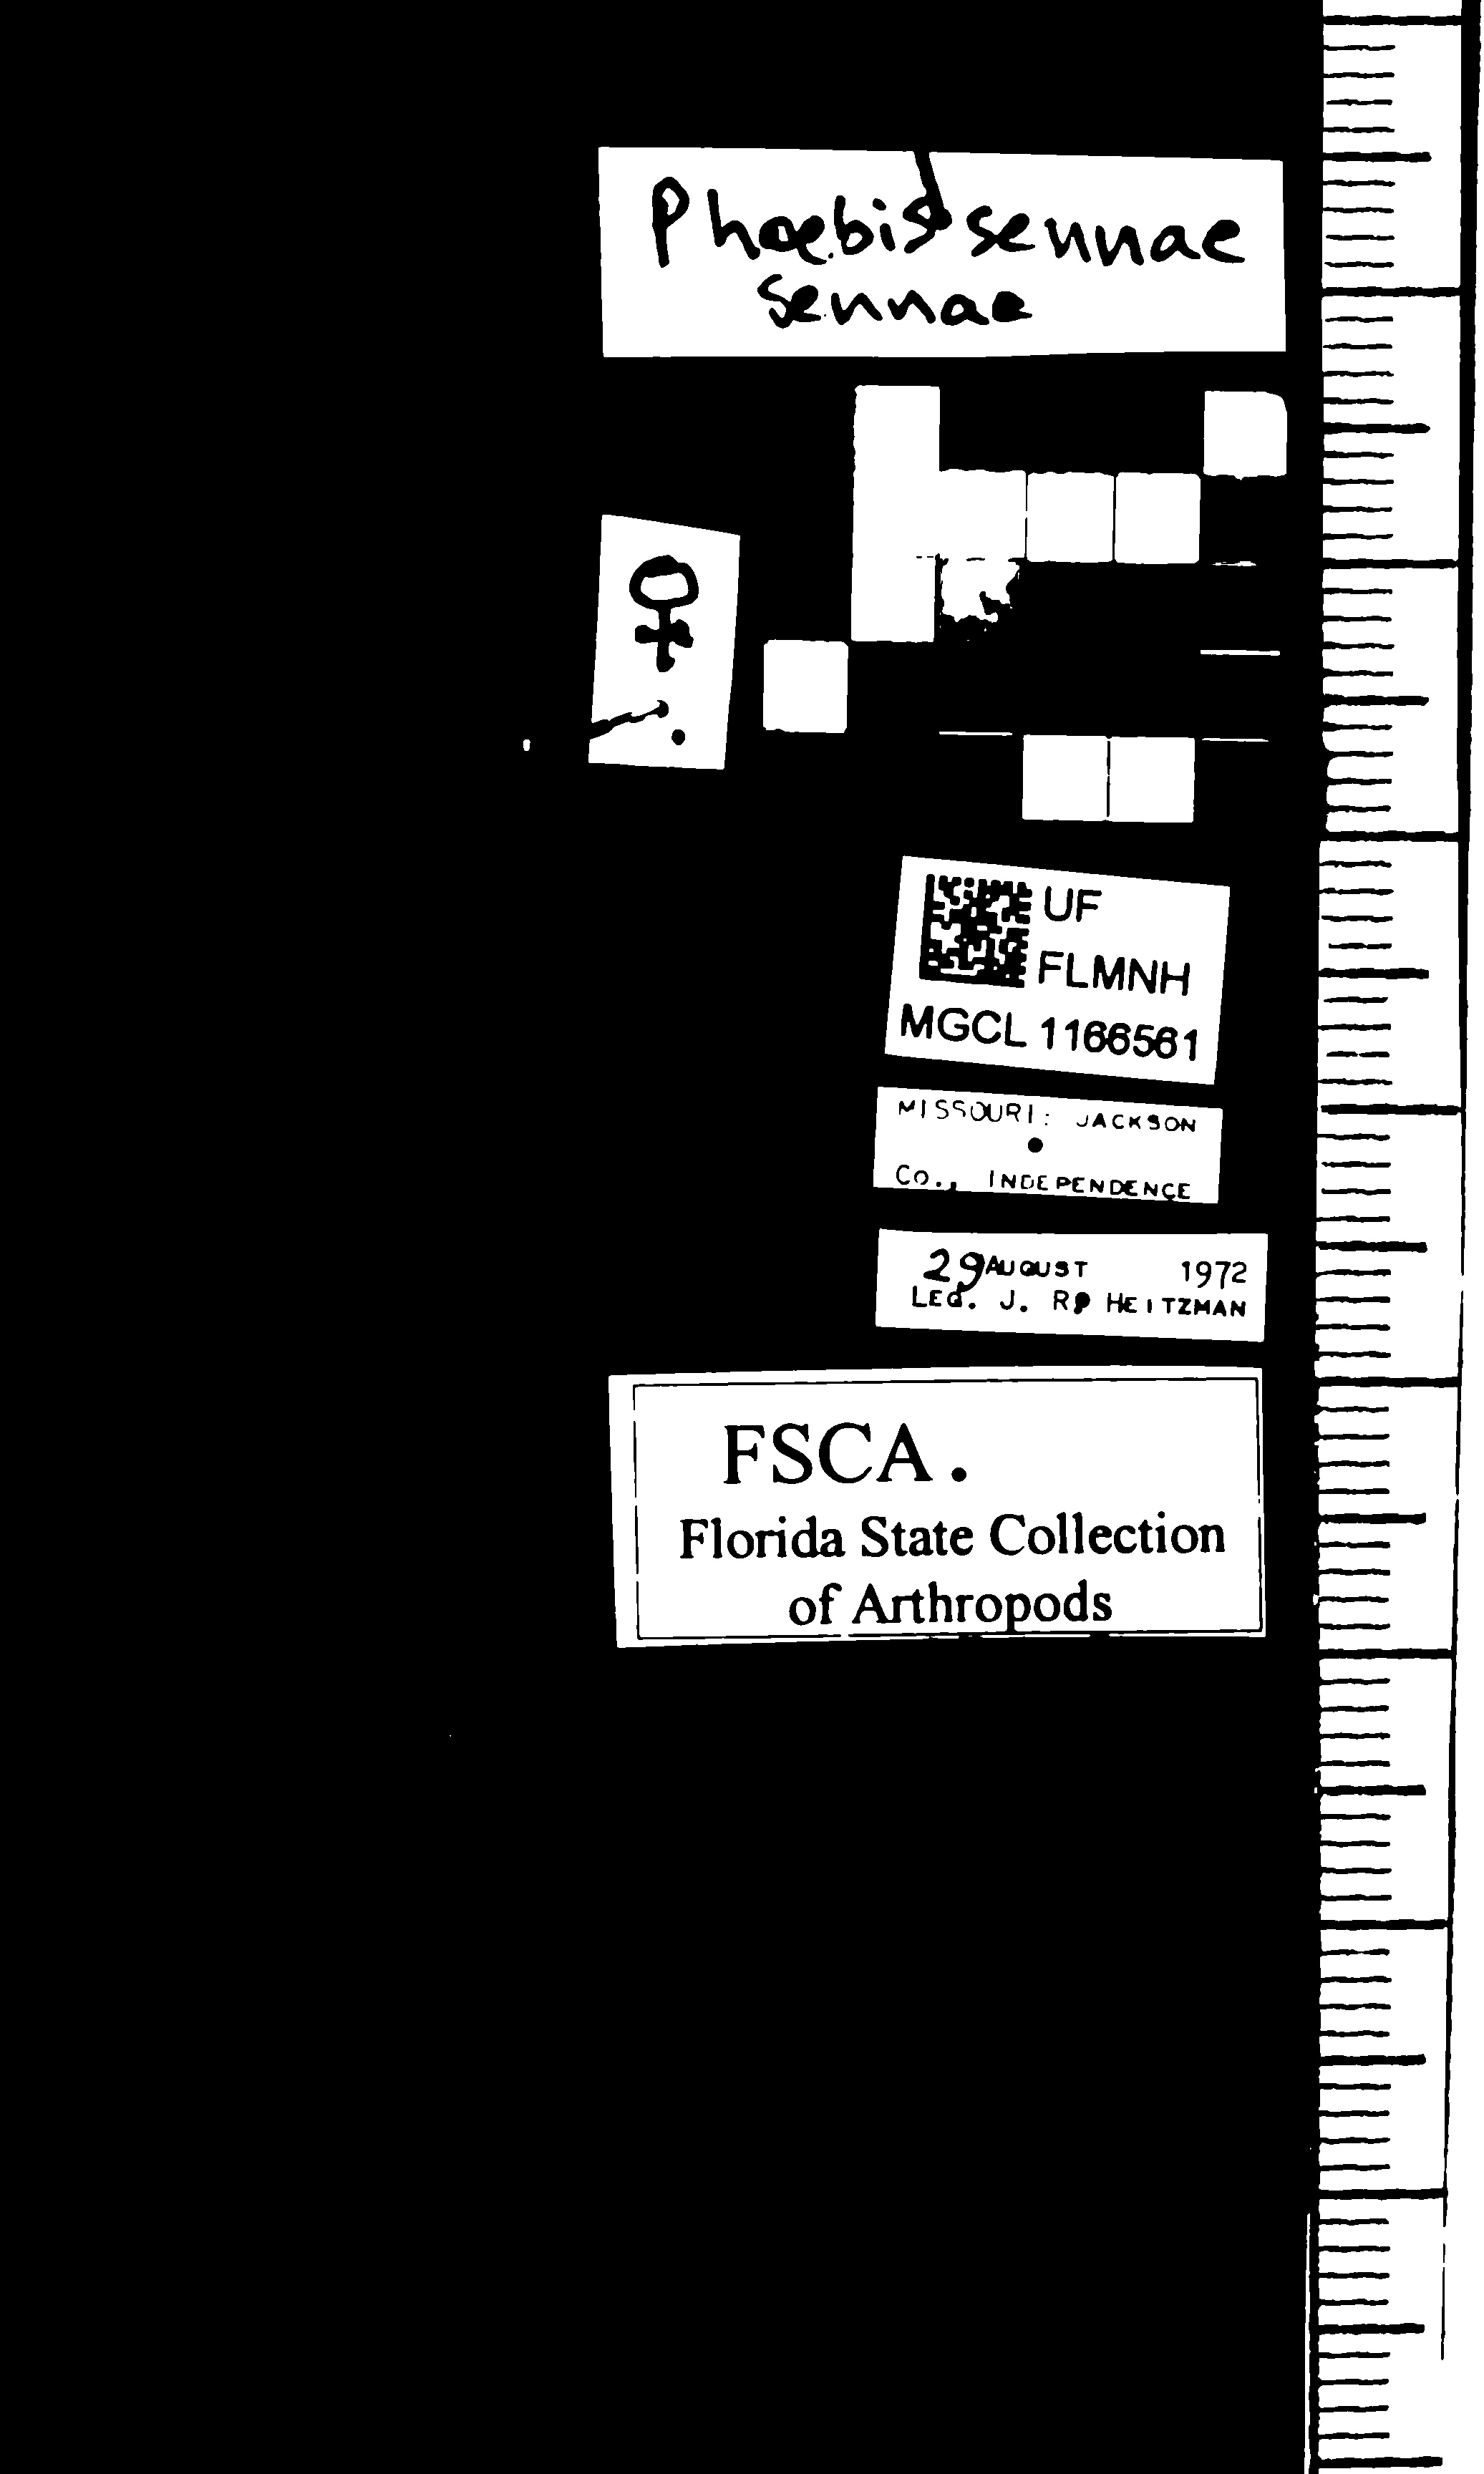 Phoebis sennae
sennae
♀
UF
FLMNH
MGCL 1166561
MISSOURI: JACKSON
Co., INDEPENDENCE
29 AUGUST 1972
LEG. J. R. HEITZMAN
FSCA.
Florida State Collection
of Arthropods